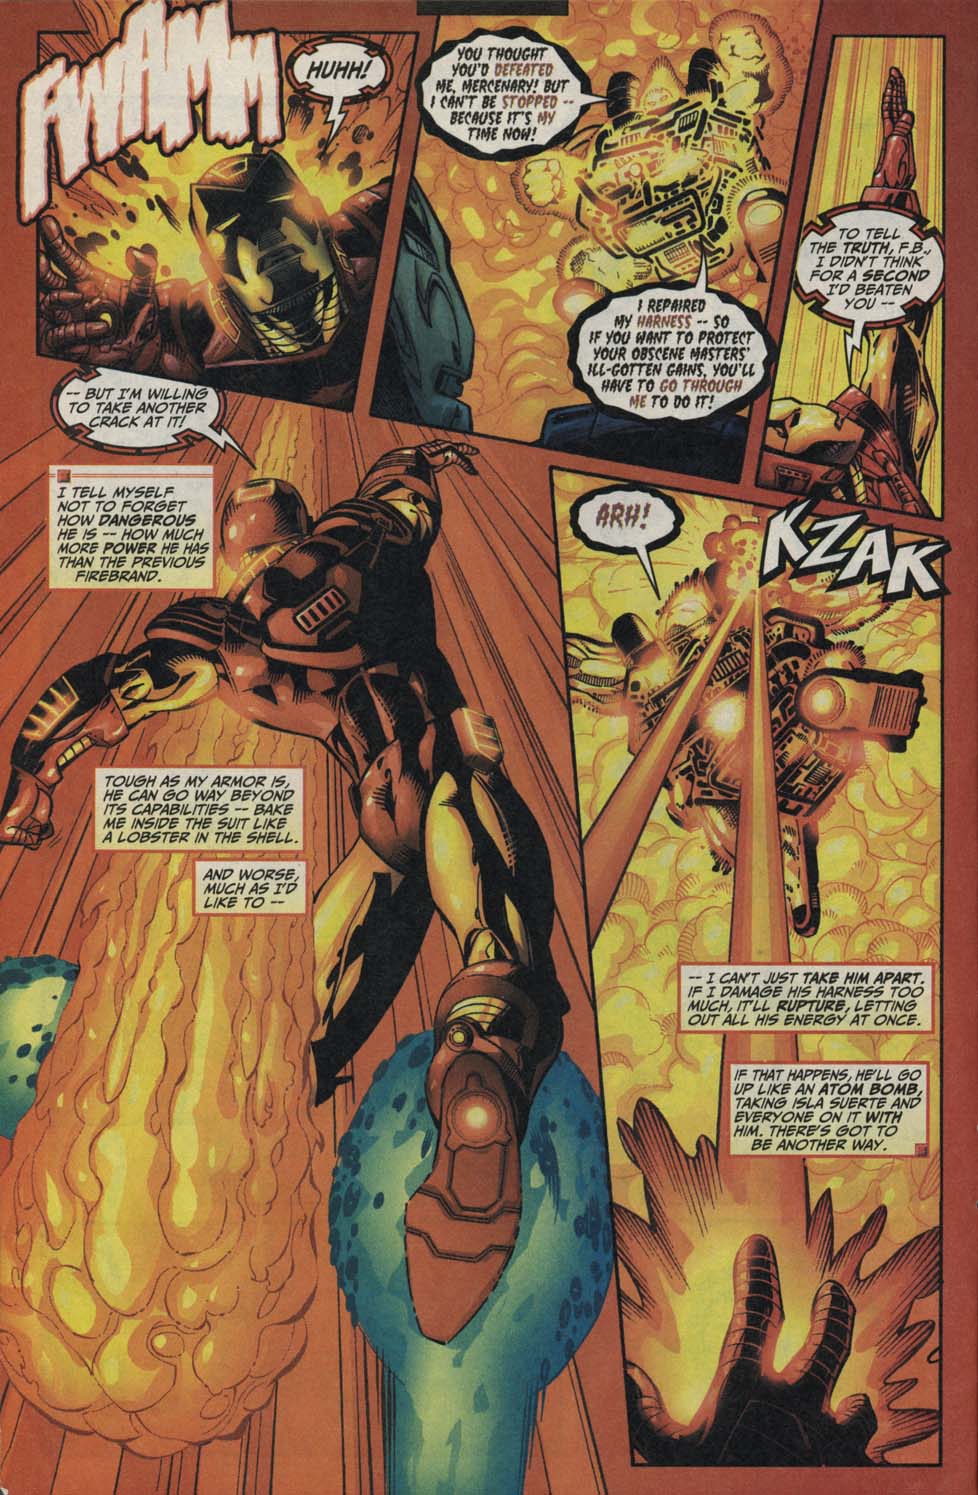 FWAMM
HUHH!
YOU THOUGHT
YOU'D DEFEATED
ME, MERCENARY! BUT
I CAN'T BE STOPPED --
BECAUSE IT'S MY
TIME NOW!
I REPAIRED
MY HARNESS -- SO
IF YOU WANT TO PROTECT
YOUR OBSCENE MASTERS'
ILL-GOTTEN GAINS, YOU'LL
HAVE TO GO THROUGH
ME TO DO IT!
TO TELL
THE TRUTH, F.B.,
I DIDN'T THINK
FOR A SECOND
I'D BEATEN
YOU --
-- BUT I'M WILLING
TO TAKE ANOTHER
CRACK AT IT!
I TELL MYSELF
NOT TO FORGET
HOW DANGEROUS
HE IS -- HOW MUCH
MORE POWER HE HAS
THAN THE PREVIOUS
FIREBRAND.
TOUGH AS MY ARMOR IS,
HE CAN GO WAY BEYOND
ITS CAPABILITIES -- BAKE
ME INSIDE THE SUIT LIKE
A LOBSTER IN THE SHELL.
AND WORSE,
MUCH AS I'D
LIKE TO --
ARH!
KZAK
-- I CAN'T JUST TAKE HIM APART.
IF I DAMAGE HIS HARNESS TOO
MUCH, IT'LL RUPTURE, LETTING
OUT ALL HIS ENERGY AT ONCE.
IF THAT HAPPENS, HE'LL GO
UP LIKE AN ATOM BOMB,
TAKING ISLA SUERTE AND
EVERYONE ON IT WITH
HIM. THERE'S GOT TO
BE ANOTHER WAY.